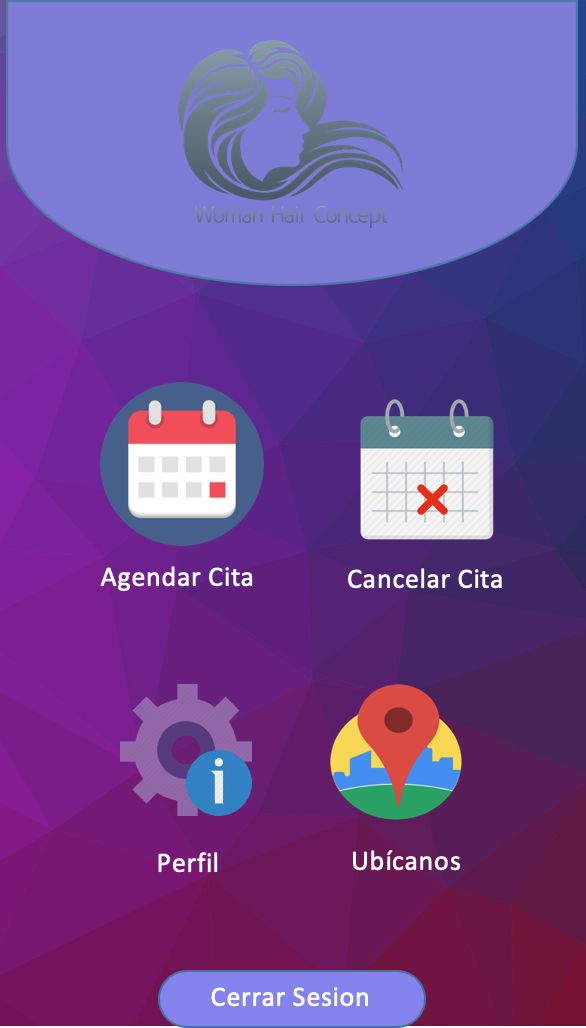 Woman Hair Concept
Agendar Cita
Cancelar Cita
Perfil
Ubícanos
Cerrar Sesion